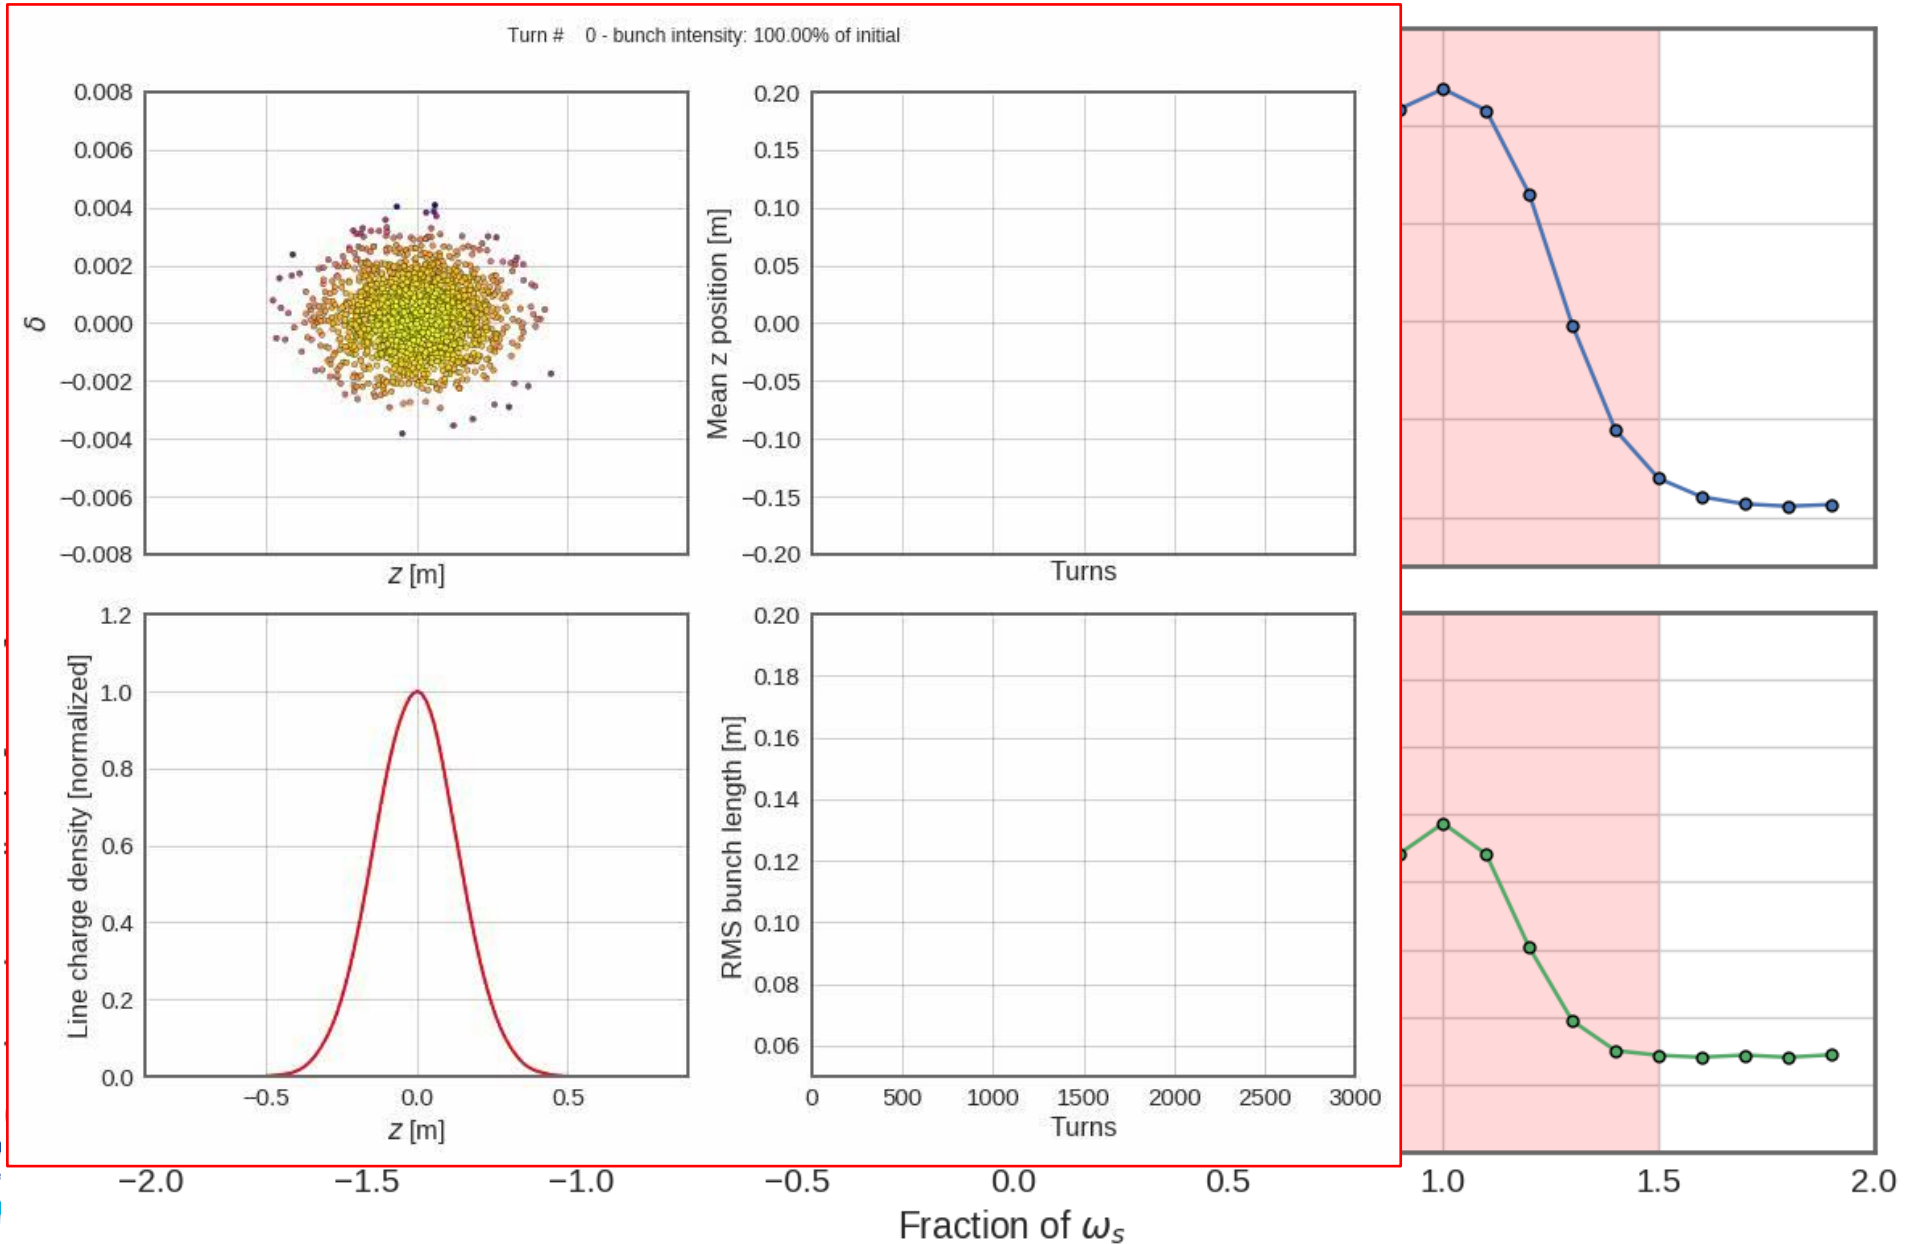 Turn # 0 - bunch intensity: 100.00% of initial
0.008
0.006
0.004
0.002
0.000
−0.002
−0.004
−0.006
−0.008
δ
z [m]
0.20
0.15
0.10
0.05
0.00
−0.05
−0.10
−0.15
−0.20
Mean z position [m]
Turns
1.2
1.0
0.8
0.6
0.4
0.2
0.0
Line charge density [normalized]
−0.5 0.0 0.5
z [m]
0.20
0.18
0.16
0.14
0.12
0.10
0.08
0.06
RMS bunch length [m]
0 500 1000 1500 2000 2500 3000
Turns
−2.0 −1.5 −1.0 −0.5 0.0 0.5 1.0 1.5 2.0
Fraction of ωs